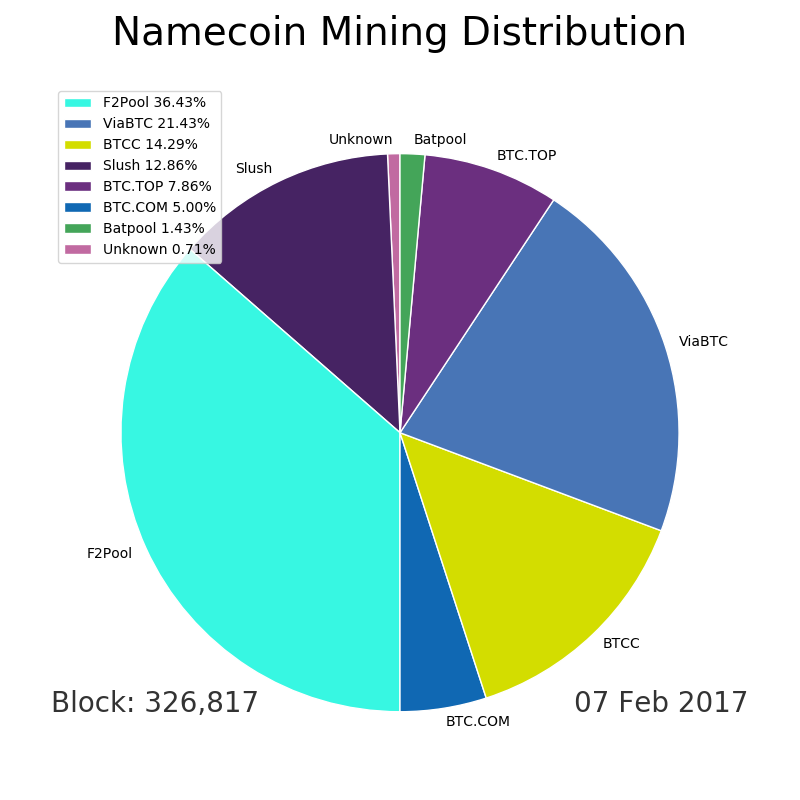 Namecoin Mining Distribution
F2Pool 36.43%
ViaBTC 21.43%
BTCC 14.29%
Slush 12.86%
BTC.TOP 7.86%
BTC.COM 5.00%
Batpool 1.43%
Unknown 0.71%
Unknown
Batpool
BTC.TOP
Slush
ViaBTC
F2Pool
BTCC
BTC.COM
Block: 326,817
07 Feb 2017